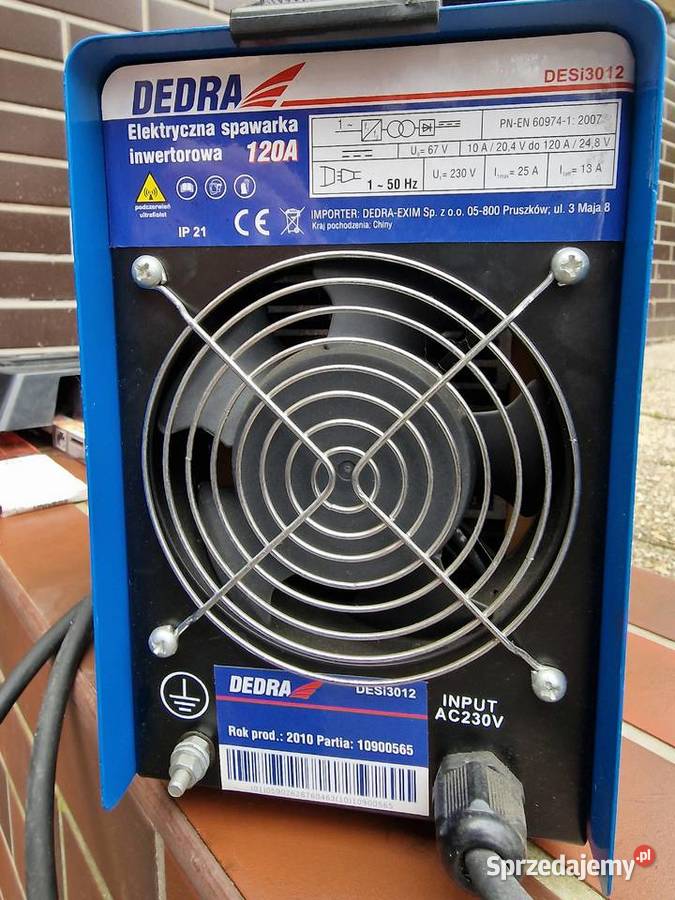 DEDRA
DESi3012
Elektryczna spawarka
inwertorowa 120A
1~
PN-EN 60974-1: 2007
U₀= 67 V
10 A / 20,4 V do 120 A / 24,8 V
1 ~ 50 Hz
U₁= 230 V
I₁max= 25 A
I₁eff= 13 A
podczerwień
ultrafiolet
IP 21
CE
IMPORTER: DEDRA-EXIM Sp. z o.o. 05-800 Pruszków; ul. 3 Maja 8
Kraj pochodzenia: Chiny
DEDRA
DESi3012
INPUT
AC230V
Rok prod.: 2010 Partia: 10900565
Sprzedajemy.pl